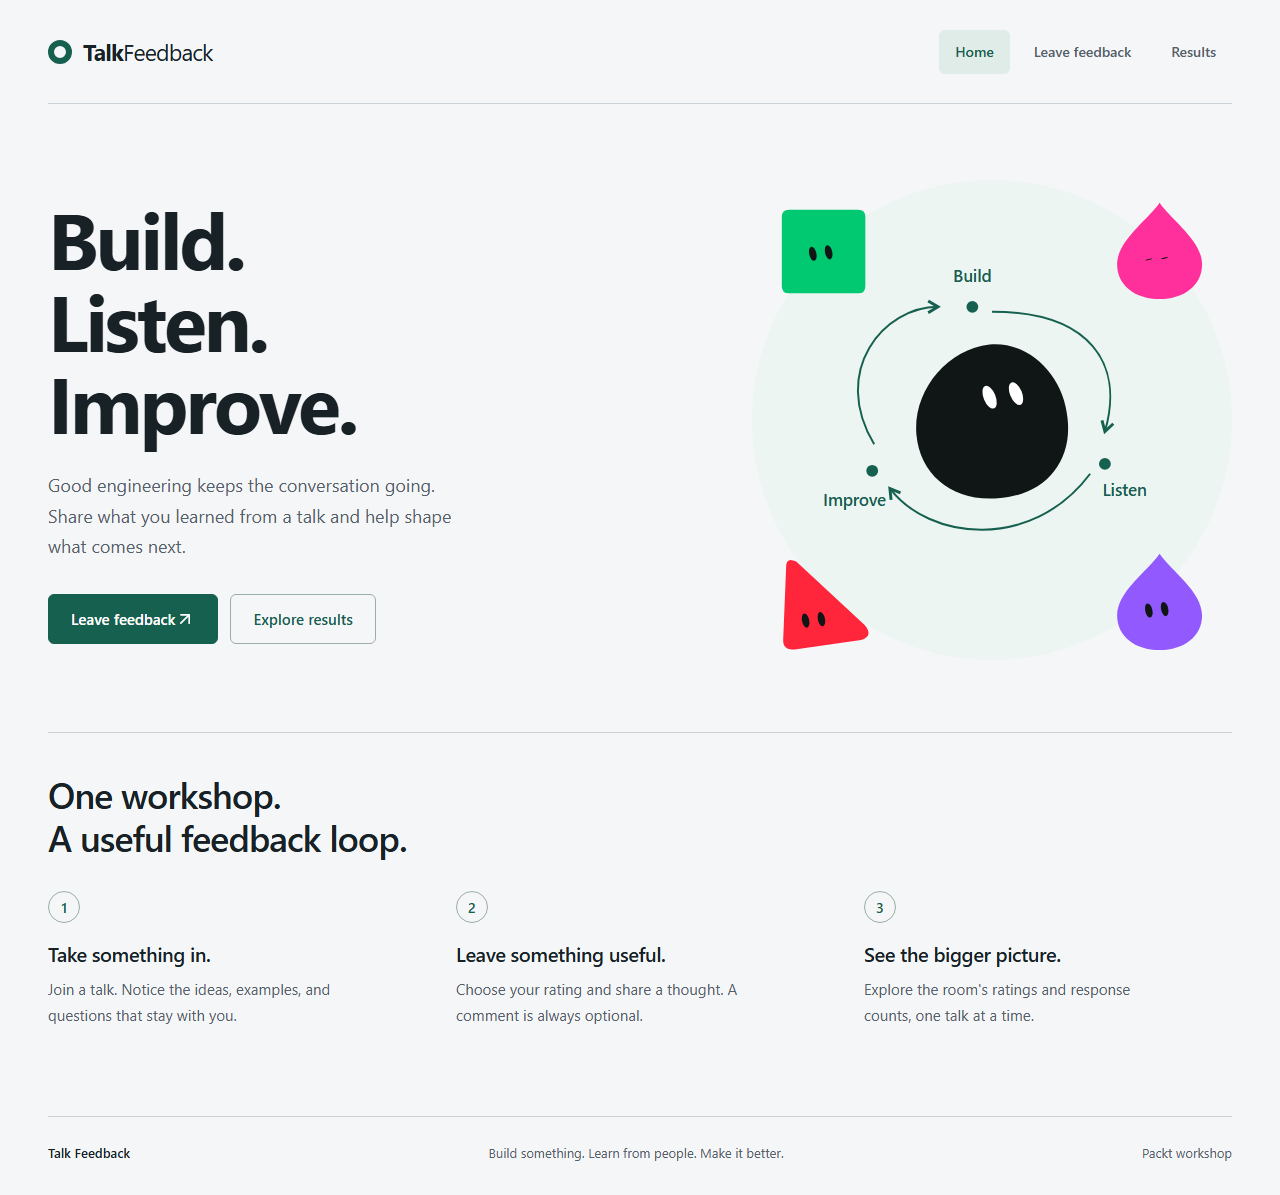 TalkFeedback
Home
Leave feedback
Results
Build.
Listen.
Improve.
Good engineering keeps the conversation going.
Share what you learned from a talk and help shape
what comes next.
Leave feedback
Explore results
Build
Listen
Improve
One workshop.
A useful feedback loop.
1
Take something in.
Join a talk. Notice the ideas, examples, and
questions that stay with you.
2
Leave something useful.
Choose your rating and share a thought. A
comment is always optional.
3
See the bigger picture.
Explore the room's ratings and response
counts, one talk at a time.
Talk Feedback
Build something. Learn from people. Make it better.
Packt workshop